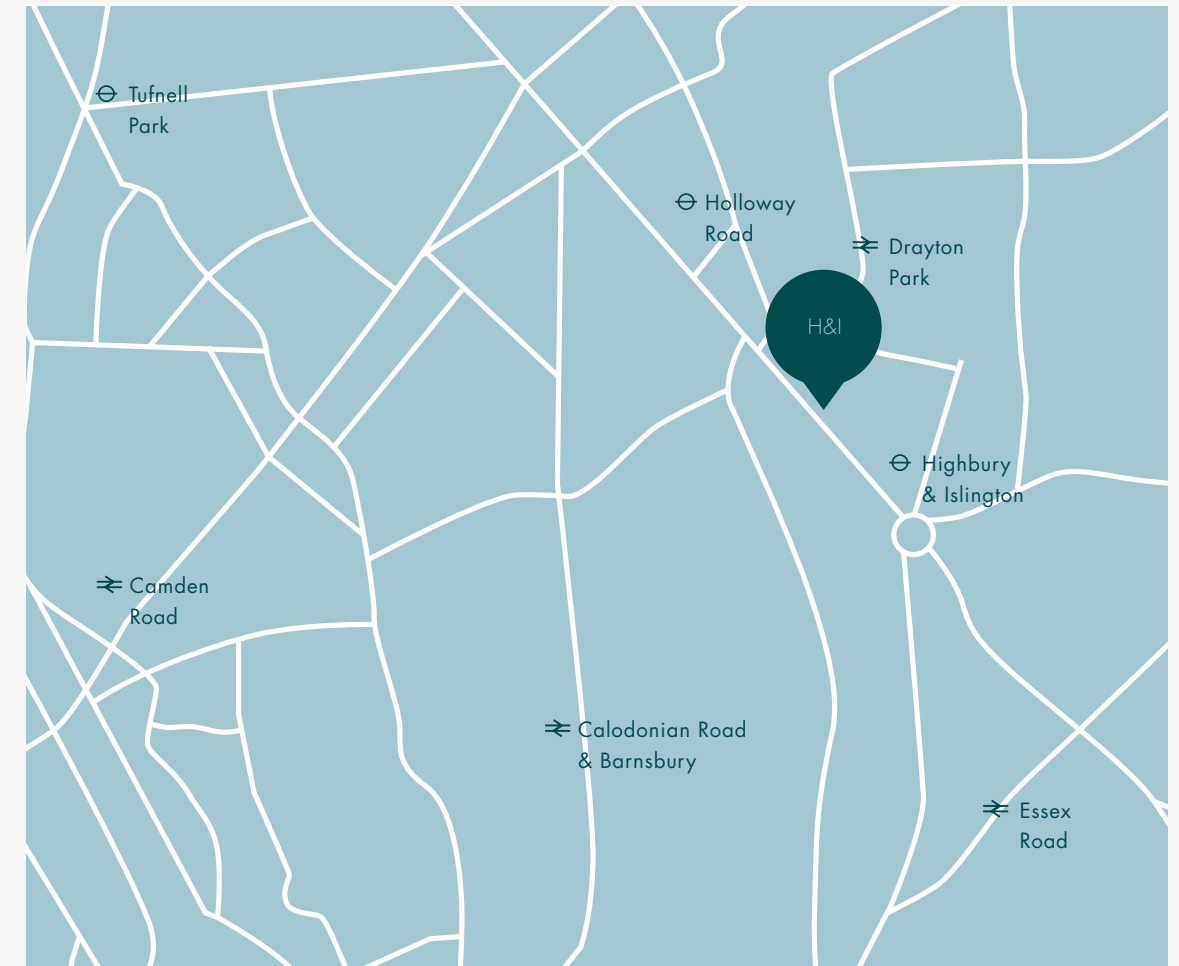 Tufnell
Park
Holloway
Road
Drayton
Park
H&I
Highbury
& Islington
Camden
Road
Calodonian Road
& Barnsbury
Essex
Road